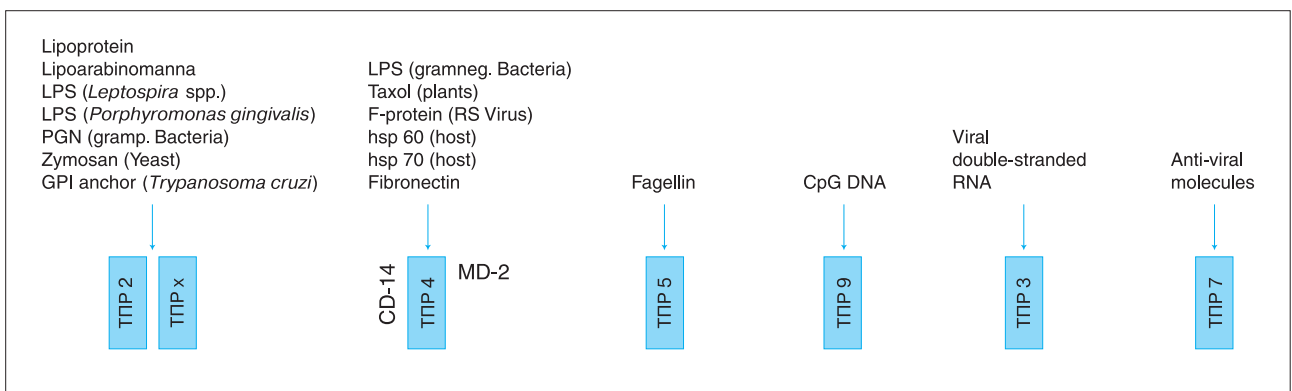 Lipoprotein
Lipoarabinomanna
LPS (Leptospira spp.)
LPS (Porphyromonas gingivalis)
PGN (gramp. Bacteria)
Zymosan (Yeast)
GPI anchor (Trypanosoma cruzi)
LPS (gramneg. Bacteria)
Taxol (plants)
F-protein (RS Virus)
hsp 60 (host)
hsp 70 (host)
Fibronectin
Fagellin
CpG DNA
Viral
double-stranded
RNA
Anti-viral
molecules
ТПР 2
ТПР x
CD-14
ТПР 4
MD-2
ТПР 5
ТПР 9
ТПР 3
ТПР 7